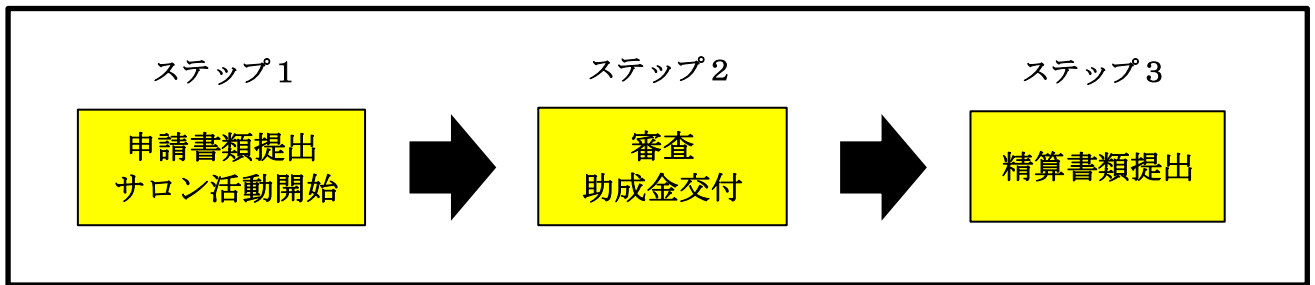 ステップ１
申請書類提出
サロン活動開始
ステップ２
審査
助成金交付
ステップ３
精算書類提出